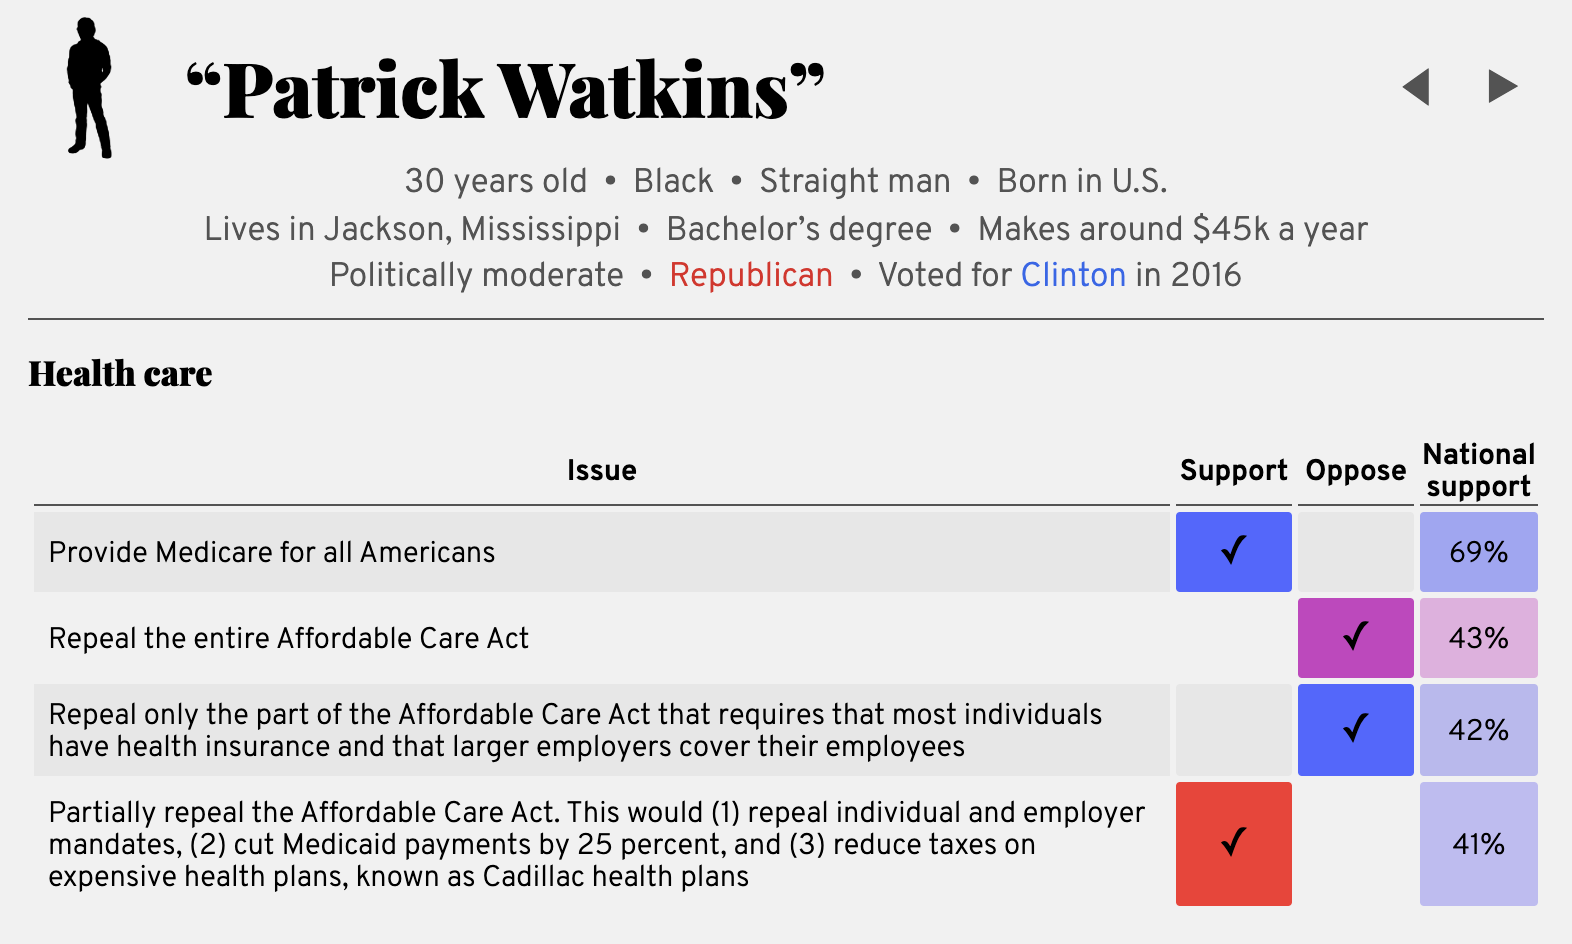 “Patrick Watkins”
30 years old • Black • Straight man • Born in U.S.
Lives in Jackson, Mississippi • Bachelor’s degree • Makes around $45k a year
Politically moderate • Republican • Voted for Clinton in 2016
Health care
Issue Support Oppose National support
Provide Medicare for all Americans ✓ 69%
Repeal the entire Affordable Care Act ✓ 43%
Repeal only the part of the Affordable Care Act that requires that most individuals
have health insurance and that larger employers cover their employees ✓ 42%
Partially repeal the Affordable Care Act. This would (1) repeal individual and employer
mandates, (2) cut Medicaid payments by 25 percent, and (3) reduce taxes on
expensive health plans, known as Cadillac health plans ✓ 41%